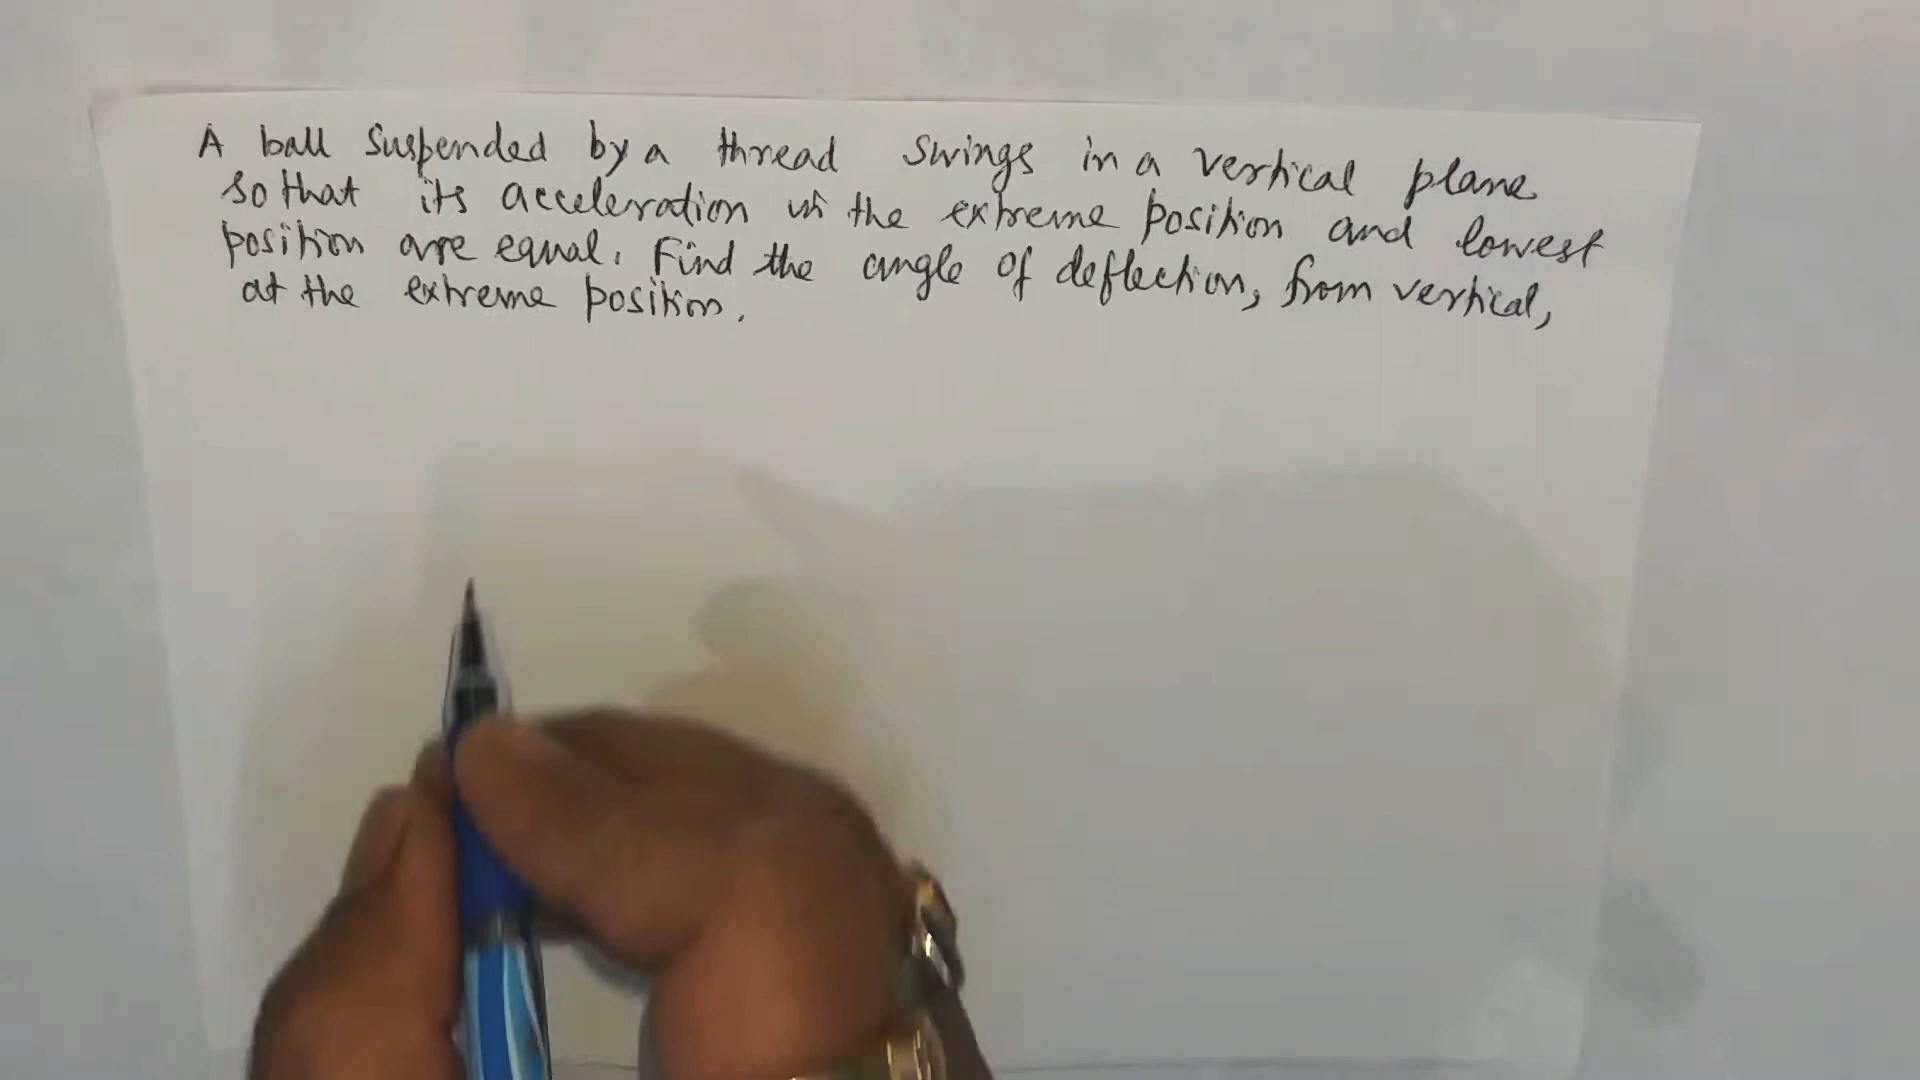 A ball suspended by a thread swings in a vertical plane
so that its acceleration in the extreme position and lowest
position are equal. Find the angle of deflection, from vertical,
at the extreme position.